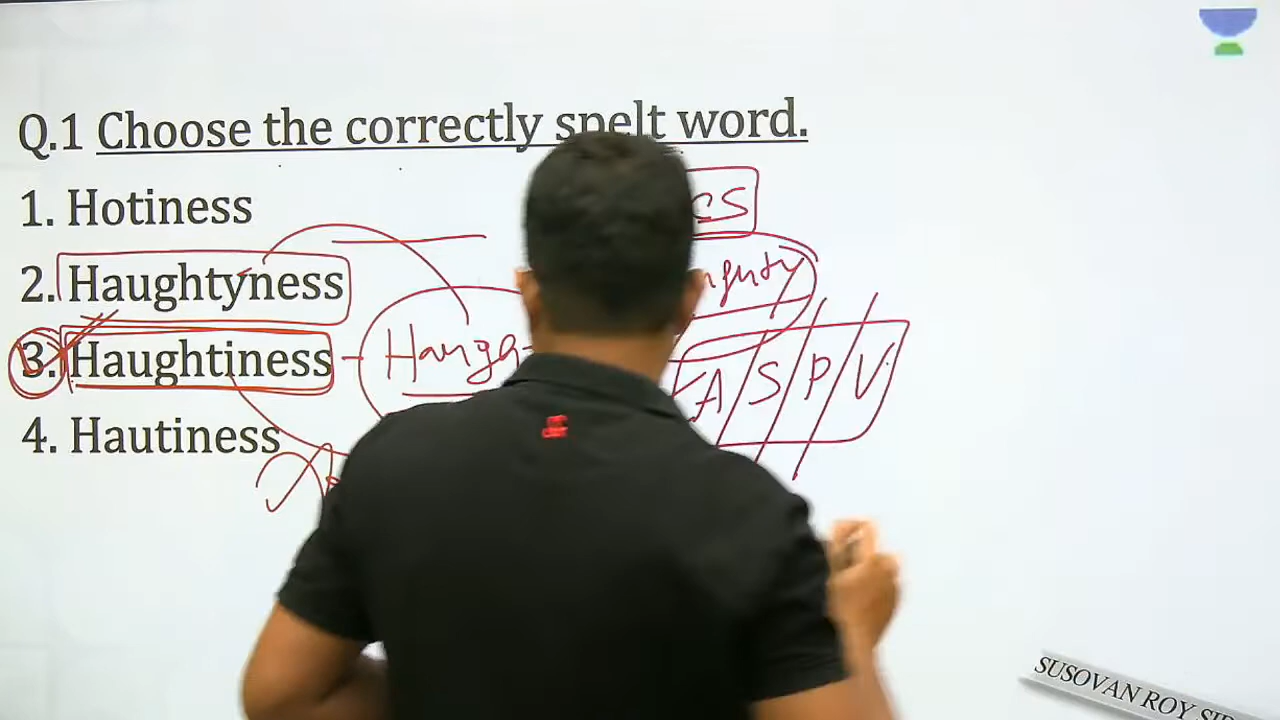 Q.1 Choose the correctly spelt word.
1. Hotiness
2. Haughtyness
3. Haughtiness
4. Hautiness
A / S / P / V
SUSOVAN ROY SIR